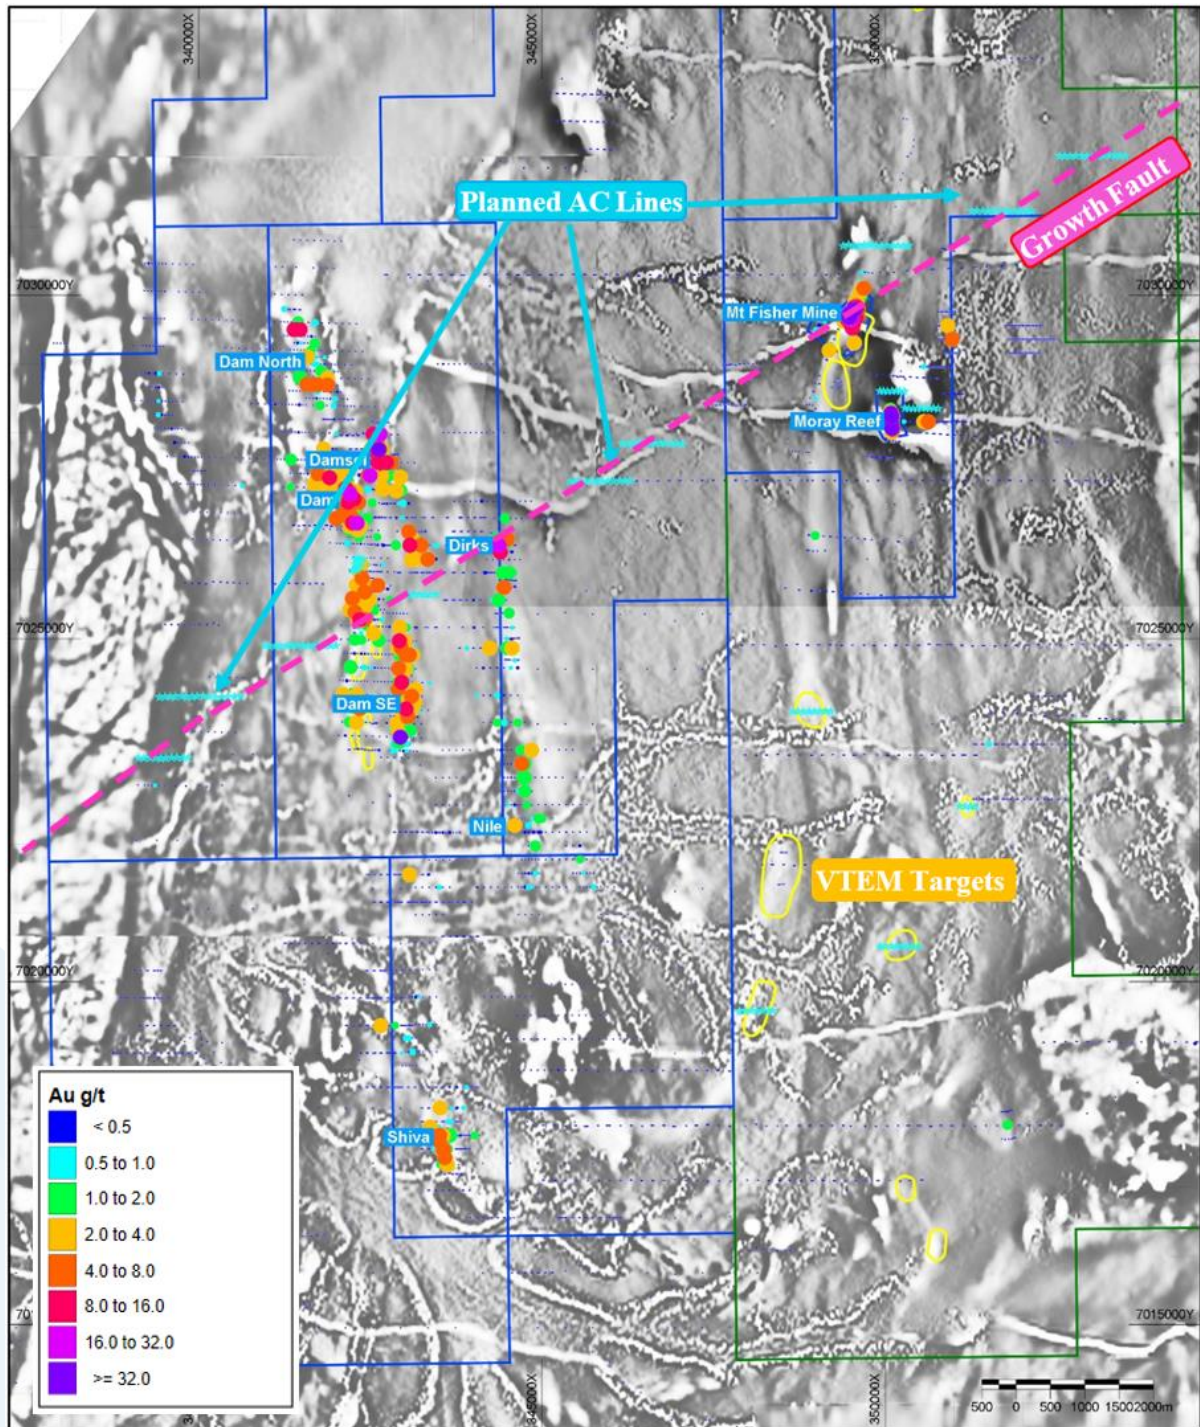 340000X
345000X
350000X
Planned AC Lines
Growth Fault
7030000Y
7030000Y
Mt Fisher Mine
Dam North
Moray Reef
Dam
Dirks
7025000Y
7025000Y
Dam SE
Nile
VTEM Targets
7020000Y
7020000Y
Au g/t
< 0.5
0.5 to 1.0
1.0 to 2.0
2.0 to 4.0
4.0 to 8.0
8.0 to 16.0
16.0 to 32.0
>= 32.0
Shiva
7015000Y
500 0 500 1000 1500 2000m
345000X
350000X